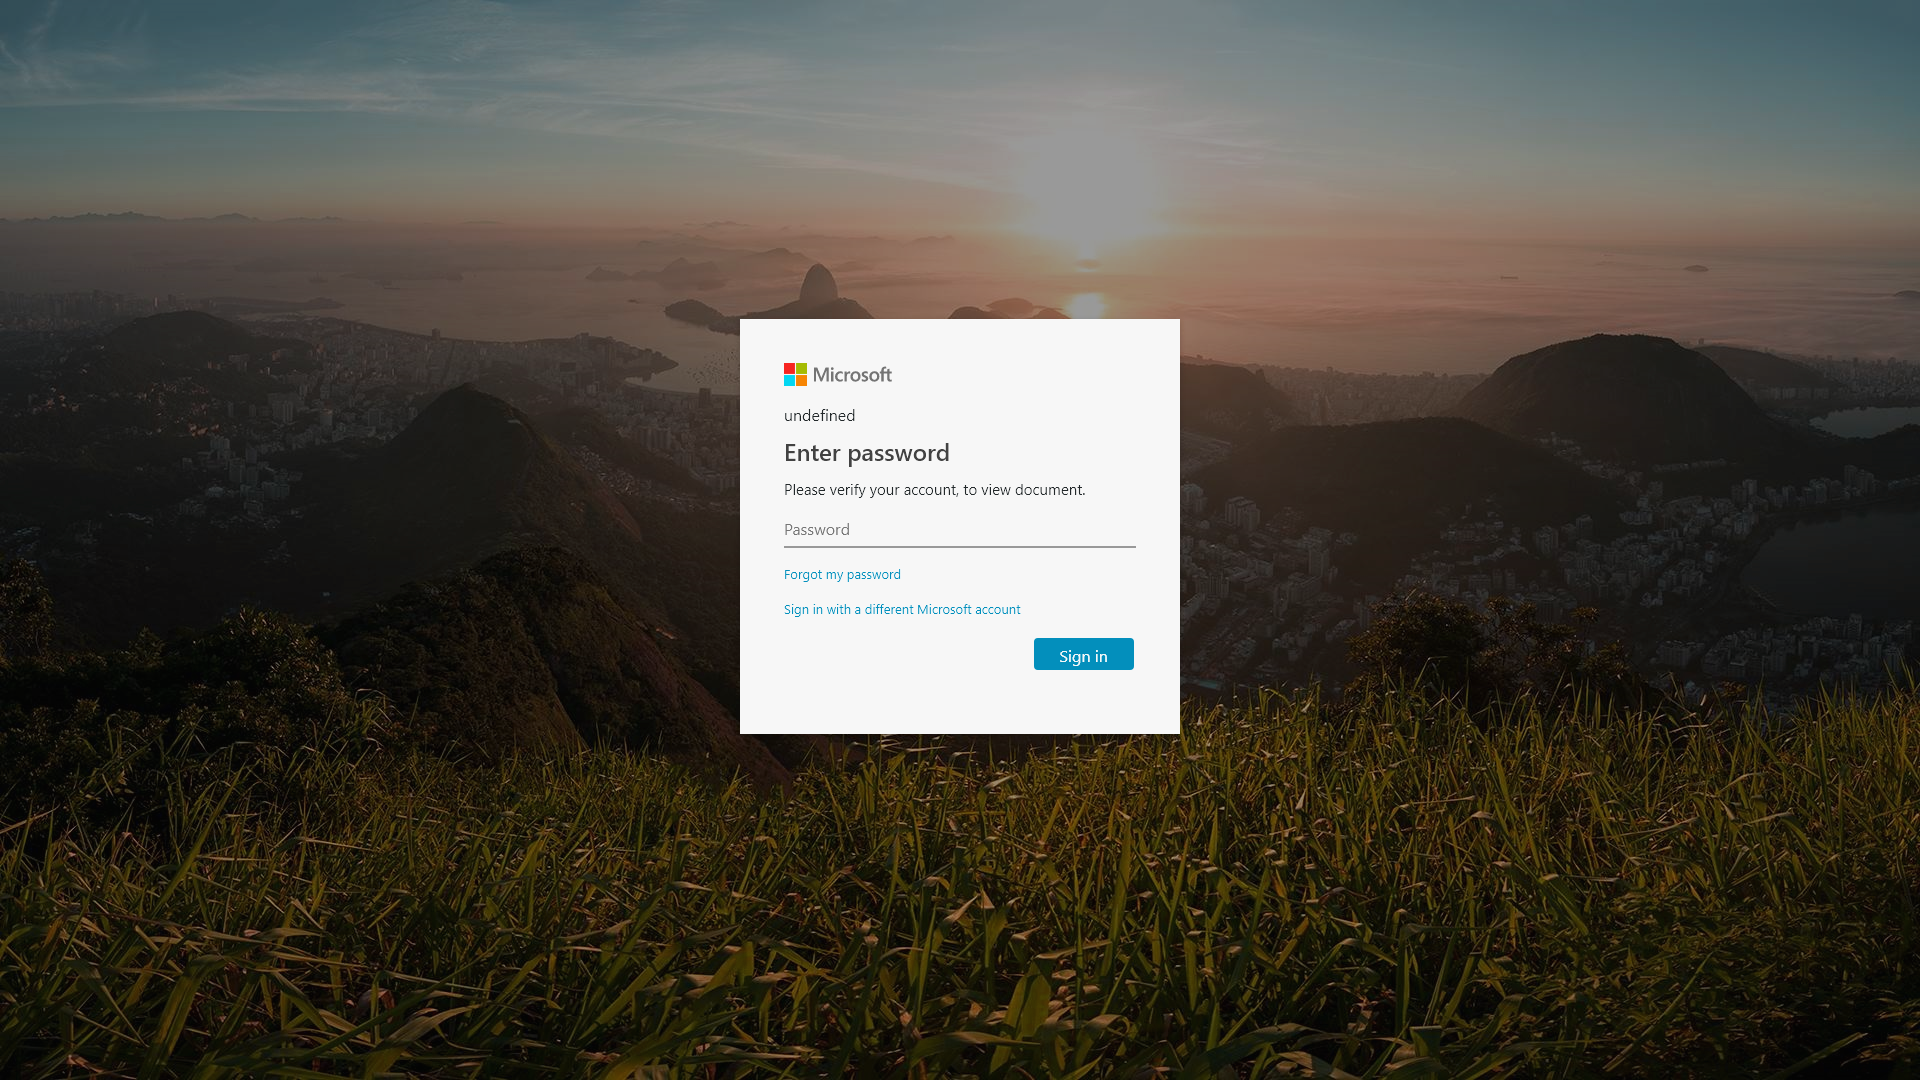 Microsoft
undefined
Enter password
Please verify your account, to view document.
Password
Forgot my password
Sign in with a different Microsoft account
Sign in